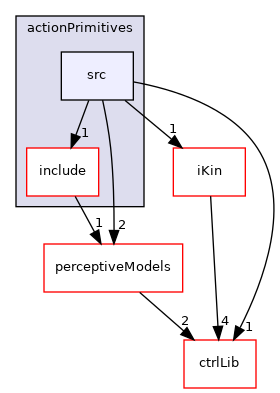 actionPrimitives
src
1
1
include
iKin
1
2
perceptiveModels
2
4
1
ctrlLib